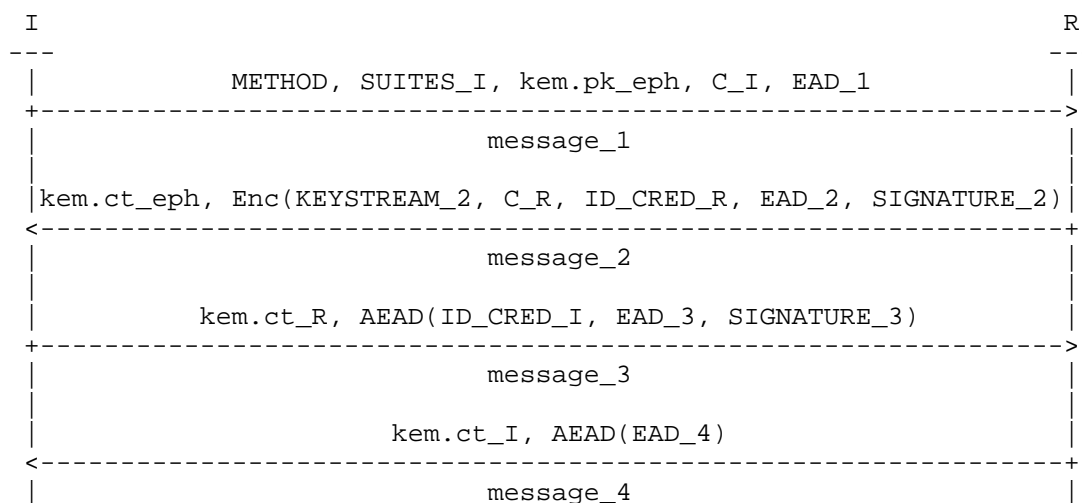 I R
--- --
| METHOD, SUITES_I, kem.pk_eph, C_I, EAD_1 |
+---------------------------------------------------------------->
| message_1 |
| |
|kem.ct_eph, Enc(KEYSTREAM_2, C_R, ID_CRED_R, EAD_2, SIGNATURE_2)|
<----------------------------------------------------------------+
| message_2 |
| |
| kem.ct_R, AEAD(ID_CRED_I, EAD_3, SIGNATURE_3) |
+---------------------------------------------------------------->
| message_3 |
| |
| kem.ct_I, AEAD(EAD_4) |
<----------------------------------------------------------------+
| message_4 |